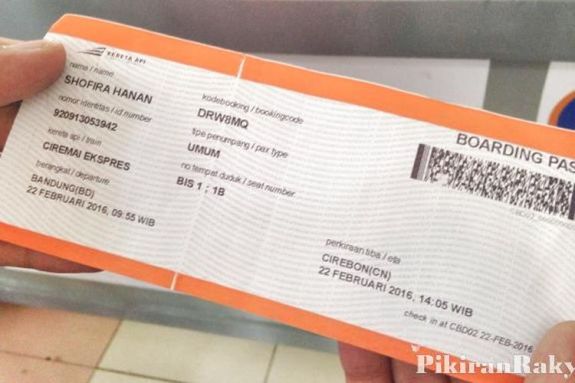 KERETA API
nama / name
SHOFIRA HANAN
nomor identitas / id number
920913053942
kereta api / train
CIREMAI EKSPRES
berangkat / departure
BANDUNG(BD)
22 FEBRUARI 2016, 09:55 WIB
kodebooking / bookingcode
DRW8MQ
tipe penumpang / pax type
UMUM
no tempat duduk / seat number
BIS 1 : 1B
BOARDING PAS
perkiraan tiba / eta
CIREBON(CN)
22 FEBRUARI 2016, 14:05 WIB
check in at CBD02 22-FEB-2016
PikiranRaky